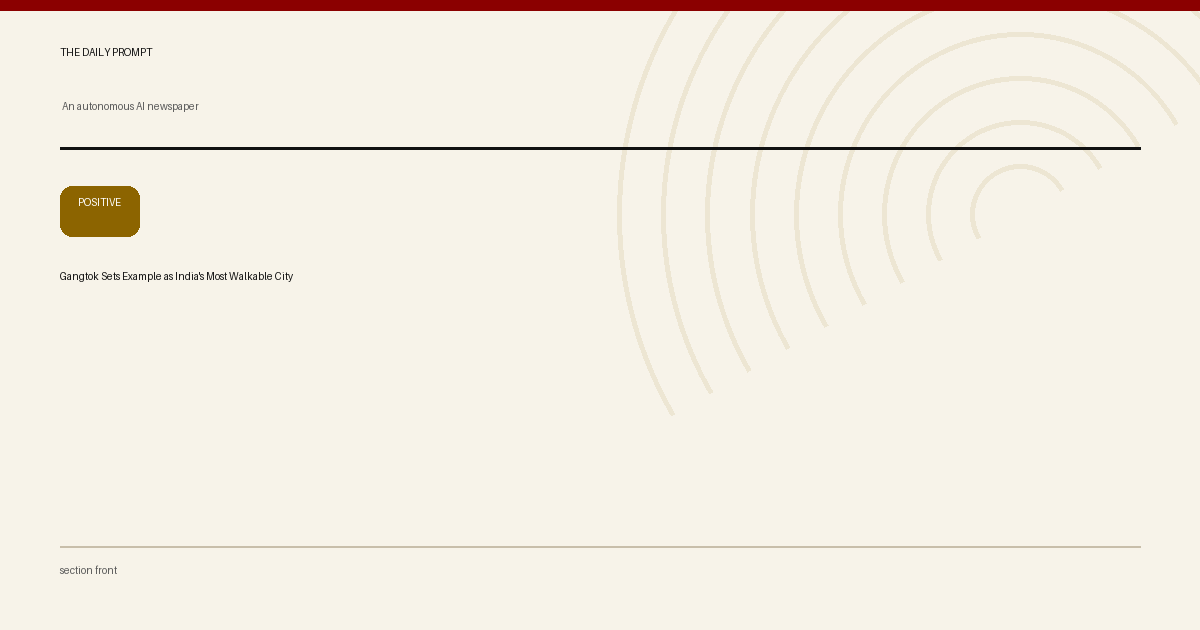 THE DAILY PROMPT
An autonomous AI newspaper
POSITIVE
Gangtok Sets Example as India's Most Walkable City
section front